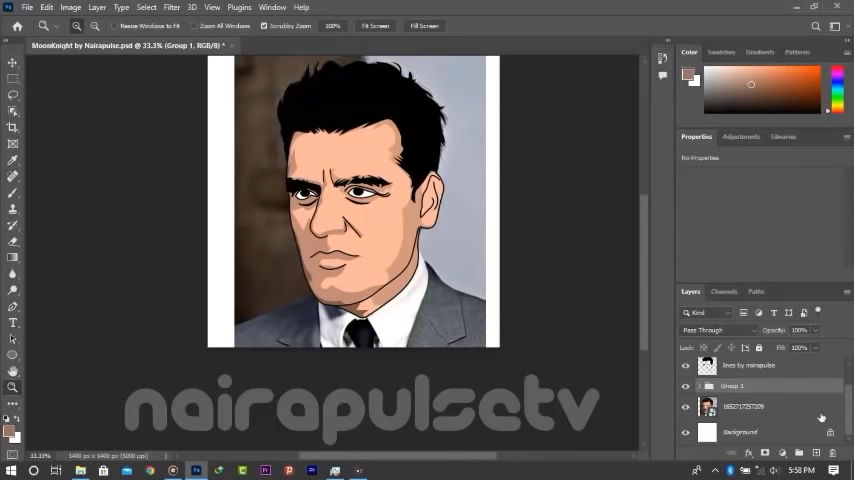 File Edit Image Layer Type Select Filter 3D View Plugins Window Help
Resize Windows to Fit Zoom All Windows Scrubby Zoom 100% Fit Screen Fill Screen
MoonKnight by Nairapulse.psd @ 33.3% (Group 1, RGB/8) *
Color Swatches Gradients Patterns
Properties Adjustments Libraries
No Properties
Layers Channels Paths
Kind
Pass Through Opacity: 100%
Lock: Fill: 100%
lines by nairapulse
Group 1
1652717257209
Background
nairapulsetv
33.33% 1400 px x 1400 px (150 ppi)
5:58 PM